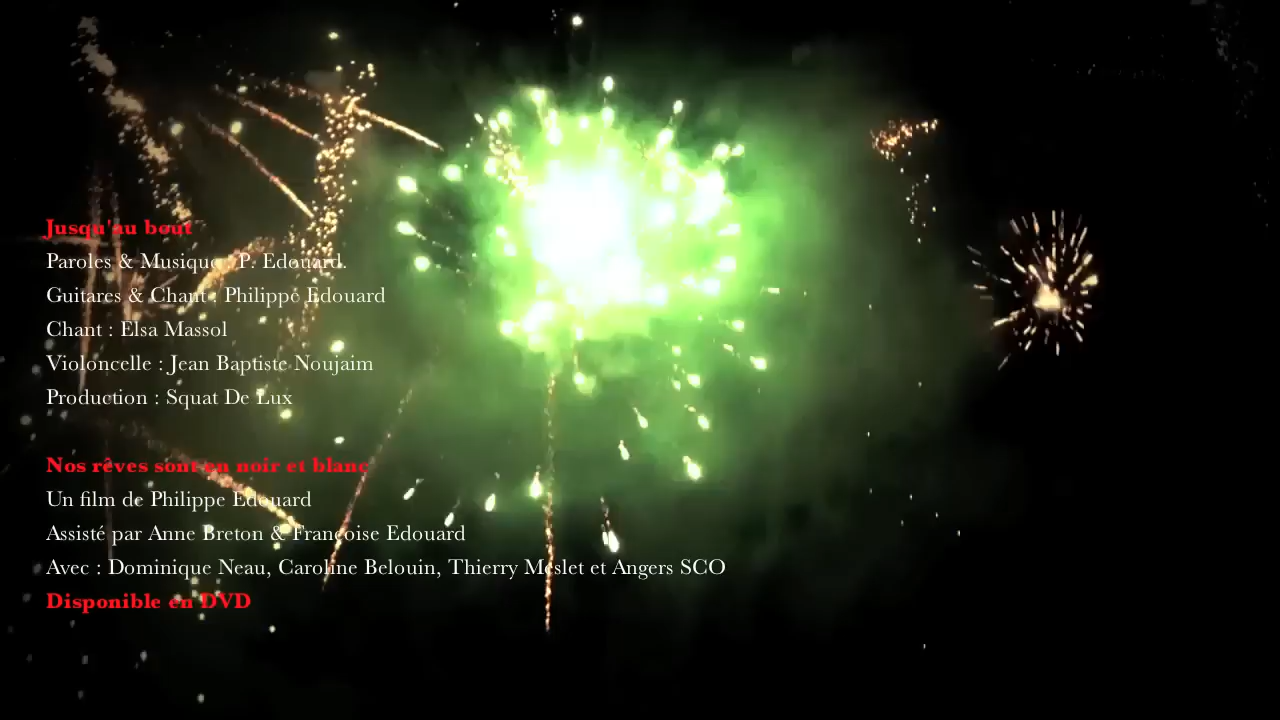 Jusqu'au bout
Paroles & Musique : P. Edouard.
Guitares & Chant : Philippe Edouard
Chant : Elsa Massol
Violoncelle : Jean Baptiste Noujaim
Production : Squat De Lux
Nos rêves sont en noir et blanc
Un film de Philippe Edouard
Assisté par Anne Breton & Françoise Edouard
Avec : Dominique Neau, Caroline Belouin, Thierry Meslet et Angers SCO
Disponible en DVD